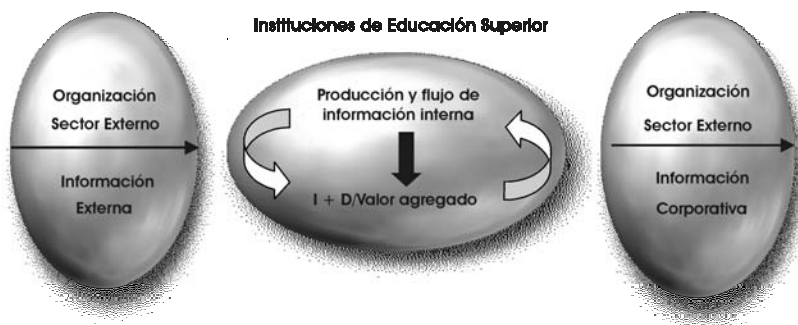 Instituciones de Educación Superior
Organización
Sector Externo
Información
Externa
Producción y flujo de
información interna
I + D/Valor agregado
Organización
Sector Externo
Información
Corporativa